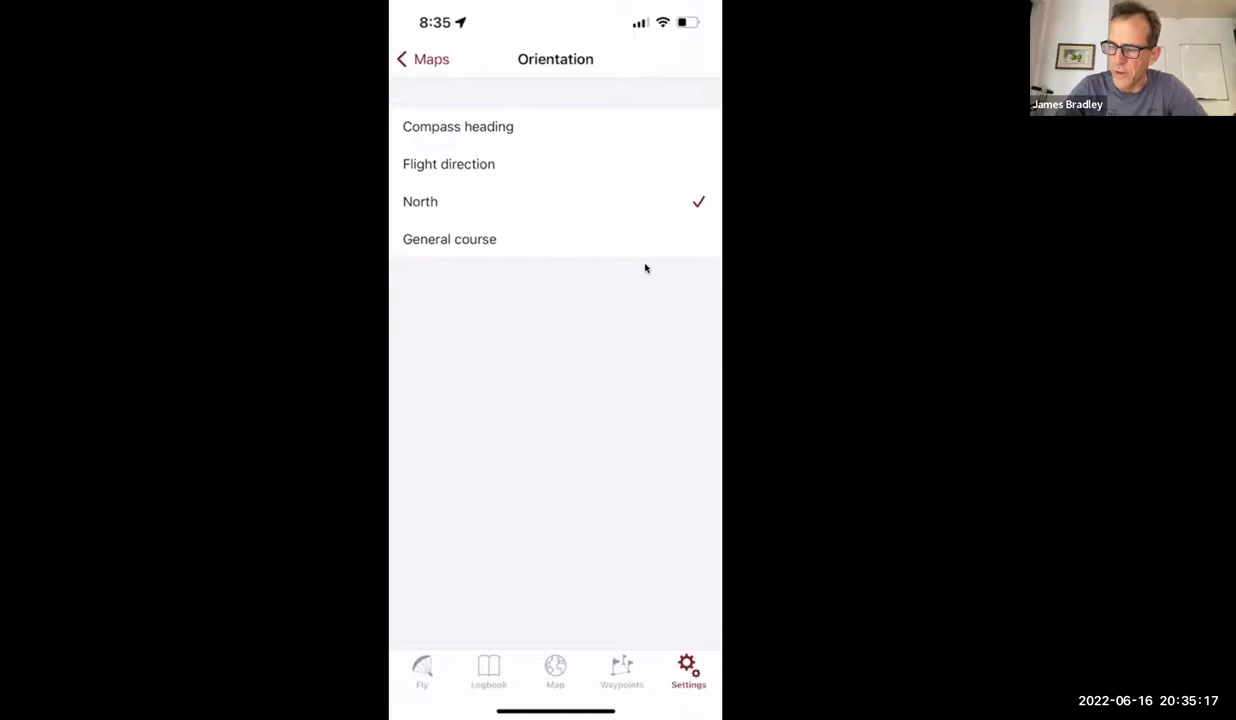 8:35
Maps
Orientation
Compass heading
Flight direction
North
General course
Fly
Logbook
Map
Waypoints
Settings
James Bradley
2022-06-16 20:35:17